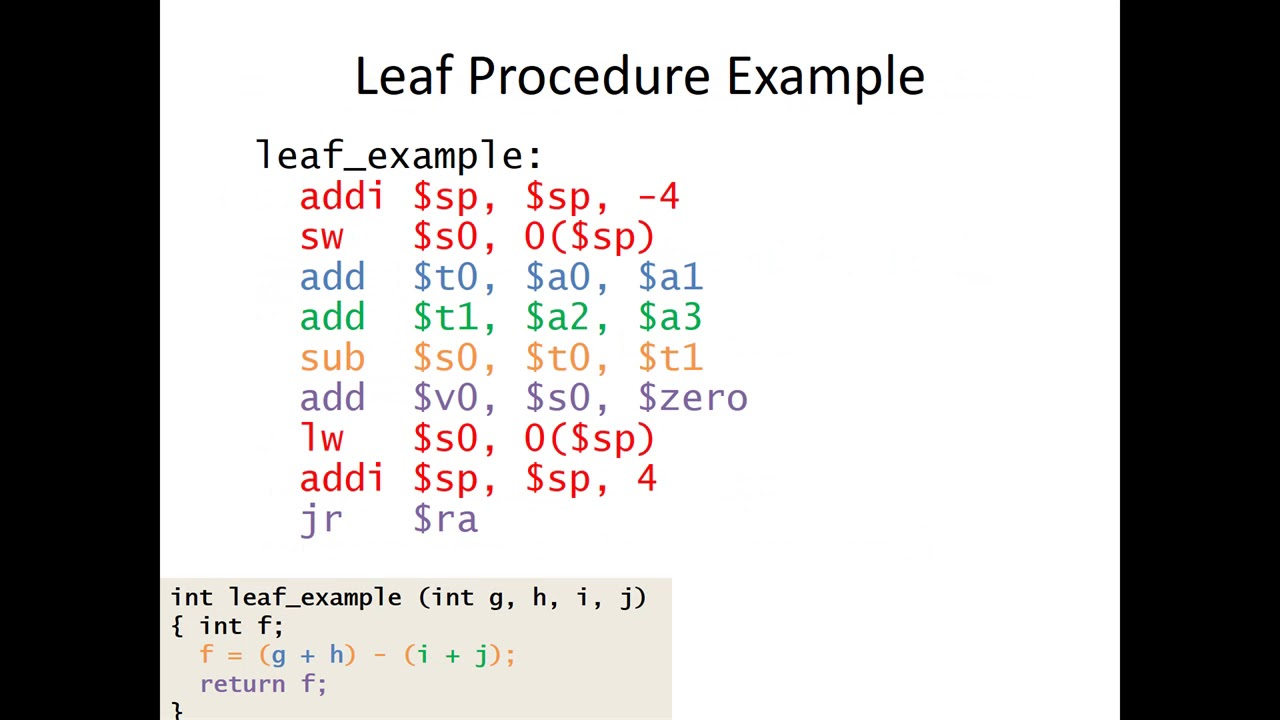 Leaf Procedure Example
leaf_example:
addi $sp, $sp, -4
sw $s0, 0($sp)
add $t0, $a0, $a1
add $t1, $a2, $a3
sub $s0, $t0, $t1
add $v0, $s0, $zero
lw $s0, 0($sp)
addi $sp, $sp, 4
jr $ra
int leaf_example (int g, h, i, j)
{ int f;
f = (g + h) - (i + j);
return f;
}